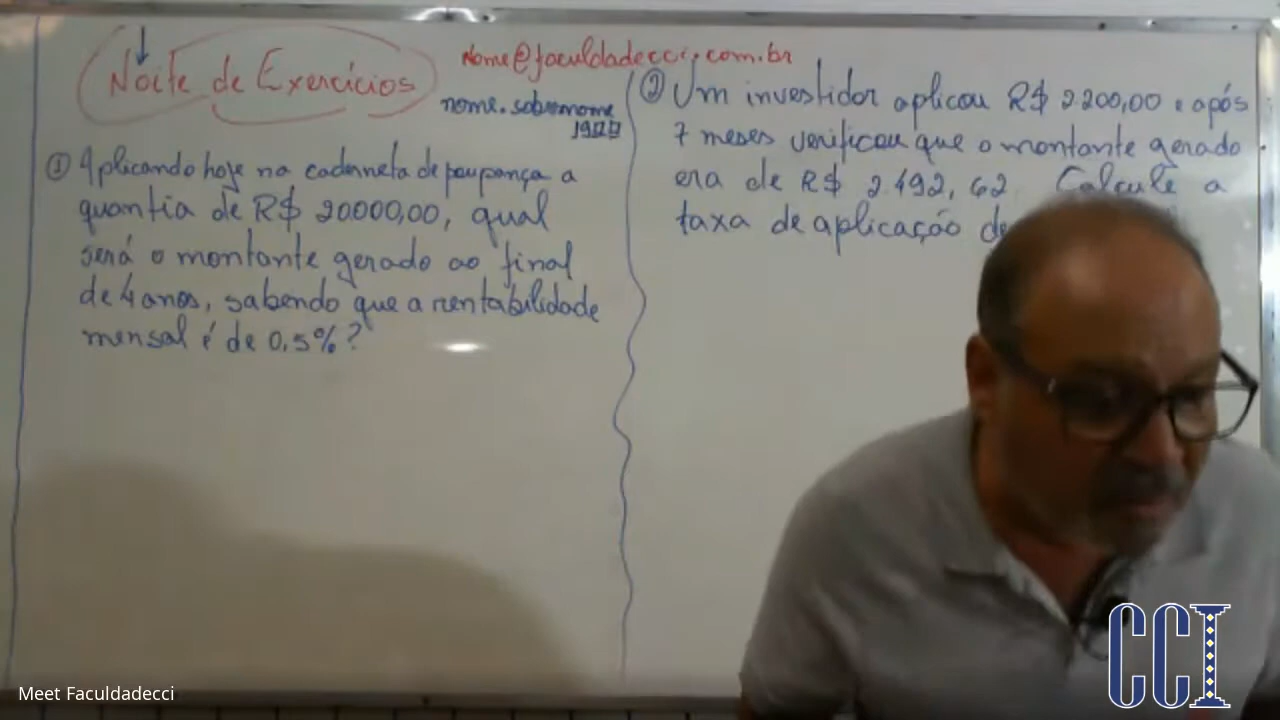 Noite de Exercícios
nome@faculdadecci.com.br
nome.sobrenome
① Aplicando hoje na caderneta de poupança a
quantia de R$ 20000,00, qual
será o montante gerado ao final
de 4 anos, sabendo que a rentabilidade
mensal é de 0,5%?
② Um investidor aplicou R$ 2.200,00 e após
7 meses verificou que o montante gerado
era de R$ 2.492,62 Calcule a
taxa de aplicação
Meet Faculdadecci
CCI